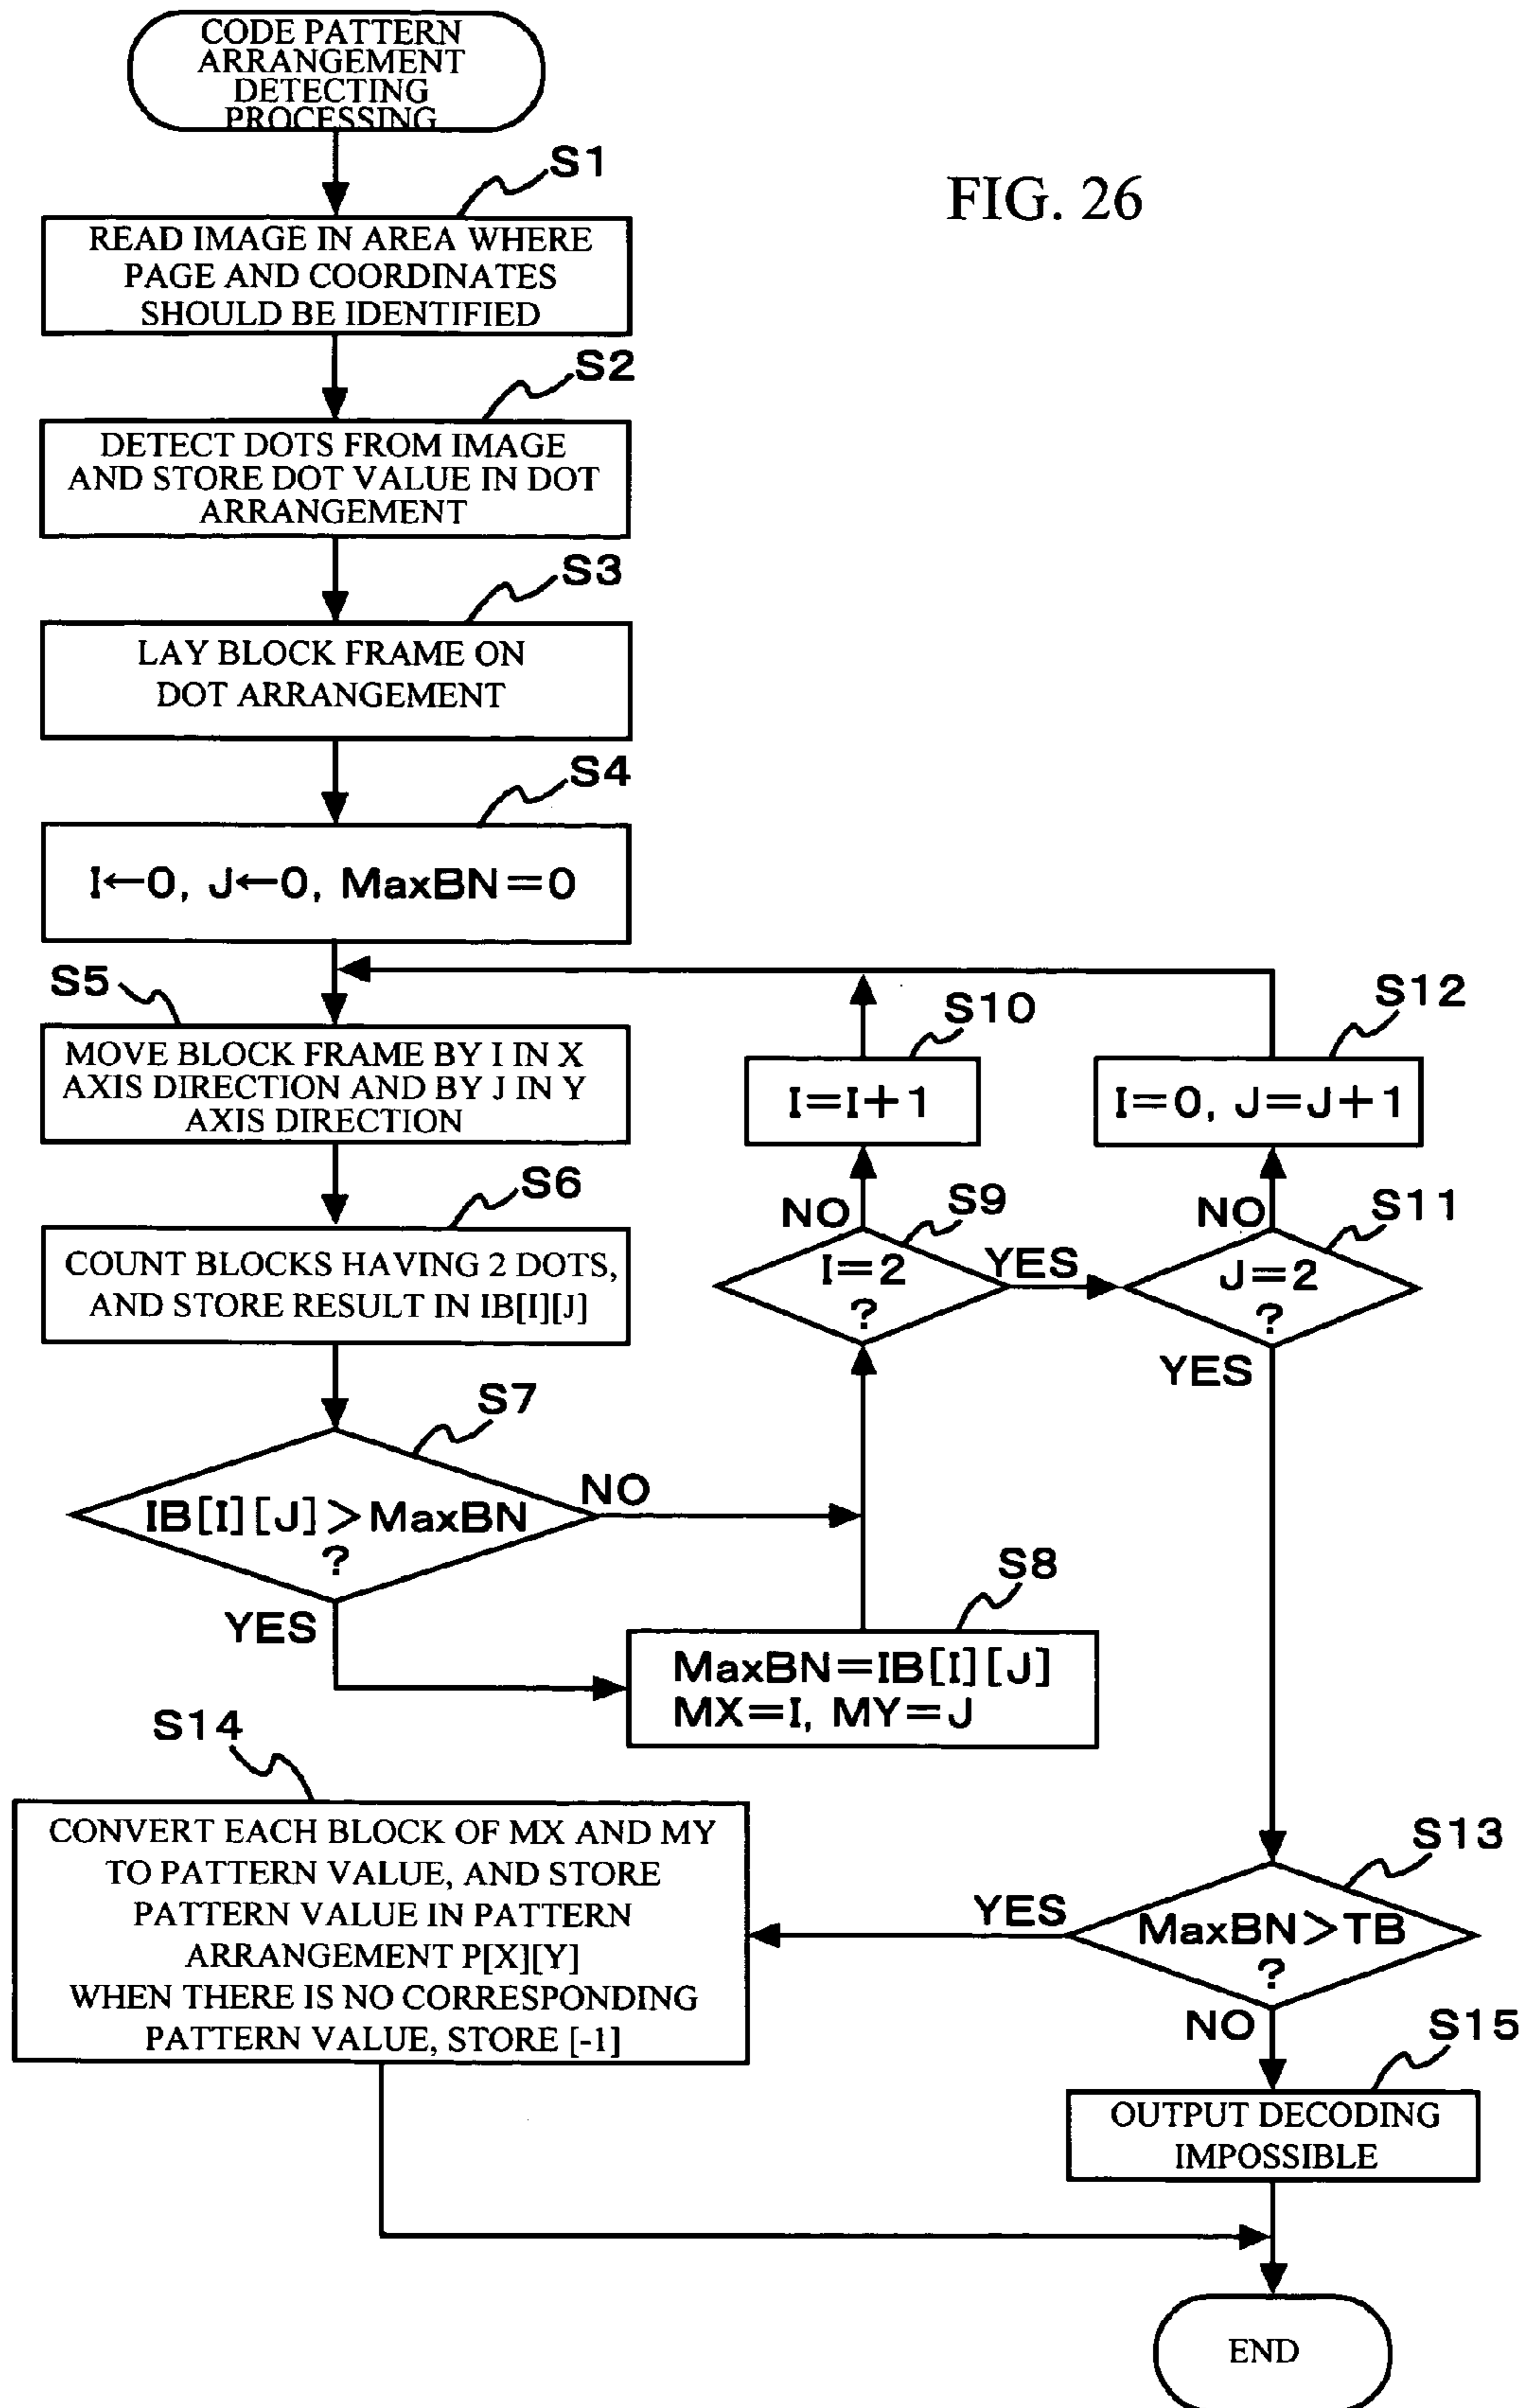 CODE PATTERN
ARRANGEMENT
DETECTING
PROCESSING
FIG. 26
S1
READ IMAGE IN AREA WHERE
PAGE AND COORDINATES
SHOULD BE IDENTIFIED
S2
DETECT DOTS FROM IMAGE
AND STORE DOT VALUE IN DOT
ARRANGEMENT
S3
LAY BLOCK FRAME ON
DOT ARRANGEMENT
S4
I←0, J←0, MaxBN=0
S5
MOVE BLOCK FRAME BY I IN X
AXIS DIRECTION AND BY J IN Y
AXIS DIRECTION
S6
COUNT BLOCKS HAVING 2 DOTS,
AND STORE RESULT IN IB[I][J]
S7
IB[I][J]>MaxBN
?
NO
YES
S8
MaxBN=IB[I][J]
MX=I, MY=J
S9
I=2
?
NO
YES
S10
I=I+1
S11
J=2
?
NO
YES
S12
I=0, J=J+1
S13
MaxBN>TB
?
YES
NO
S14
CONVERT EACH BLOCK OF MX AND MY
TO PATTERN VALUE, AND STORE
PATTERN VALUE IN PATTERN
ARRANGEMENT P[X][Y]
WHEN THERE IS NO CORRESPONDING
PATTERN VALUE, STORE [-1]
S15
OUTPUT DECODING
IMPOSSIBLE
END